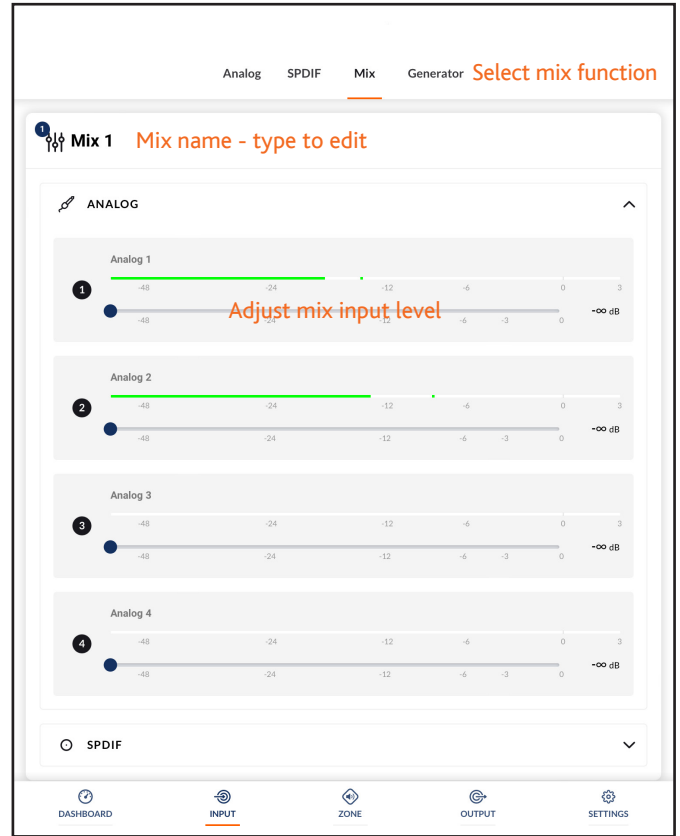 Analog SPDIF Mix Generator Select mix function
1
Mix 1 Mix name - type to edit
ANALOG
Analog 1
-48 -24 -12 -6 0 3
1
Adjust mix input level
-∞ dB
-48 -24 -12 -6 -3 0
Analog 2
-48 -24 -12 -6 0 3
2
-∞ dB
-48 -24 -12 -6 -3 0
Analog 3
-48 -24 -12 -6 0 3
3
-∞ dB
-48 -24 -12 -6 -3 0
Analog 4
-48 -24 -12 -6 0 3
4
-∞ dB
-48 -24 -12 -6 -3 0
SPDIF
DASHBOARD INPUT ZONE OUTPUT SETTINGS